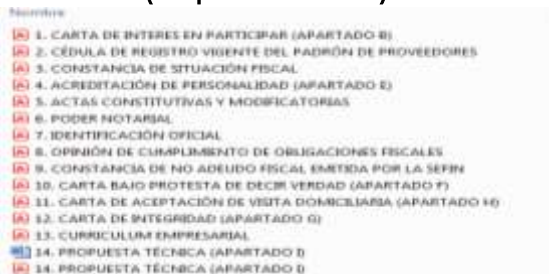 Nombre
1. CARTA DE INTERES EN PARTICIPAR (APARTADO B)
2. CÉDULA DE REGISTRO VIGENTE DEL PADRÓN DE PROVEEDORES
3. CONSTANCIA DE SITUACIÓN FISCAL
4. ACREDITACIÓN DE PERSONALIDAD (APARTADO E)
5. ACTAS CONSTITUTIVAS Y MODIFICATORIAS
6. PODER NOTARIAL
7. IDENTIFICACIÓN OFICIAL
8. OPINIÓN DE CUMPLIMIENTO DE OBLIGACIONES FISCALES
9. CONSTANCIA DE NO ADEUDO FISCAL EMITIDA POR LA SEFIN
10. CARTA BAJO PROTESTA DE DECIR VERDAD (APARTADO F)
11. CARTA DE ACEPTACIÓN DE VISITA DOMICILIARIA (APARTADO H)
12. CARTA DE INTEGRIDAD (APARTADO G)
13. CURRICULUM EMPRESARIAL
14. PROPUESTA TÉCNICA (APARTADO I)
14. PROPUESTA TÉCNICA (APARTADO I)